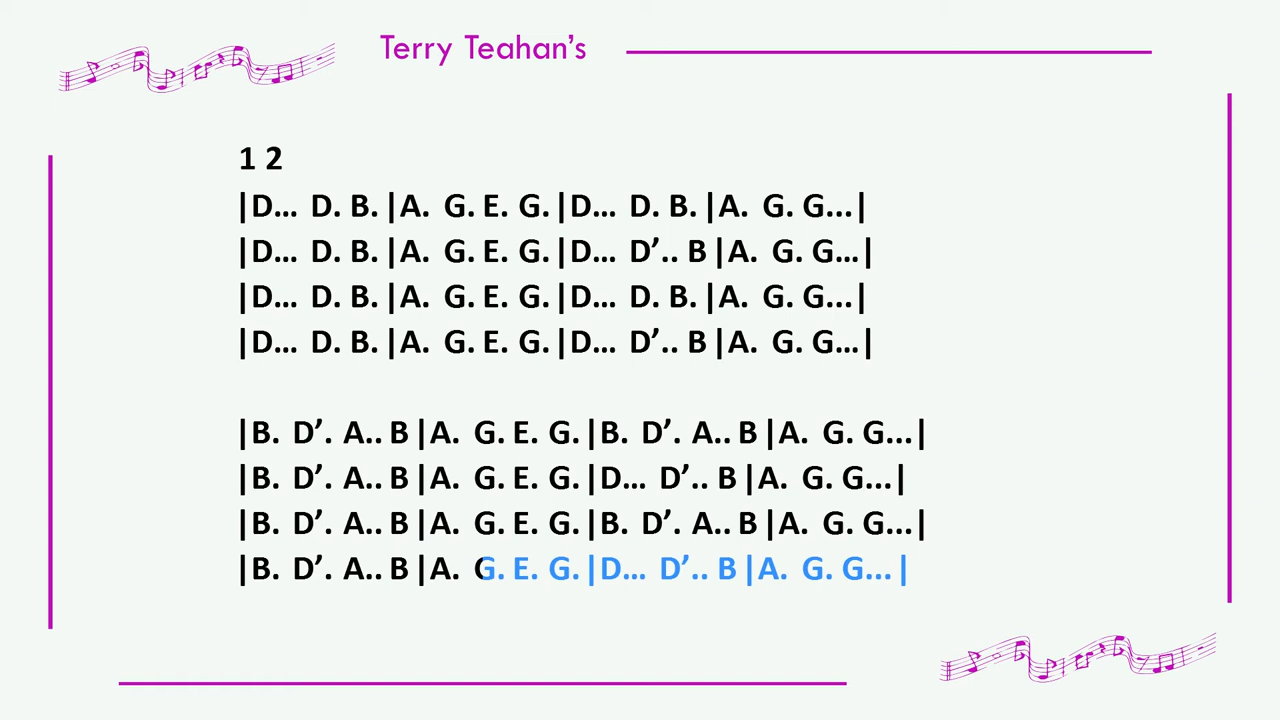 Terry Teahan’s
1 2
|D... D. B. |A. G. E. G. |D... D. B. |A. G. G...|
|D... D. B. |A. G. E. G. |D... D’.. B |A. G. G...|
|D... D. B. |A. G. E. G. |D... D. B. |A. G. G...|
|D... D. B. |A. G. E. G. |D... D’.. B |A. G. G...|
|B. D’. A.. B |A. G. E. G. |B. D’. A.. B |A. G. G...|
|B. D’. A.. B |A. G. E. G. |D... D’.. B |A. G. G...|
|B. D’. A.. B |A. G. E. G. |B. D’. A.. B |A. G. G...|
|B. D’. A.. B |A. G. E. G. |D... D’.. B |A. G. G... |